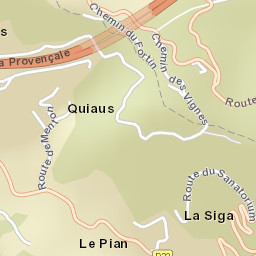 s
a Provençale
Chemin du Fortin
Chemin des Vignes
Route
Quiaus
Route de Menton
Route du Sanatorium
La Siga
Le Pian